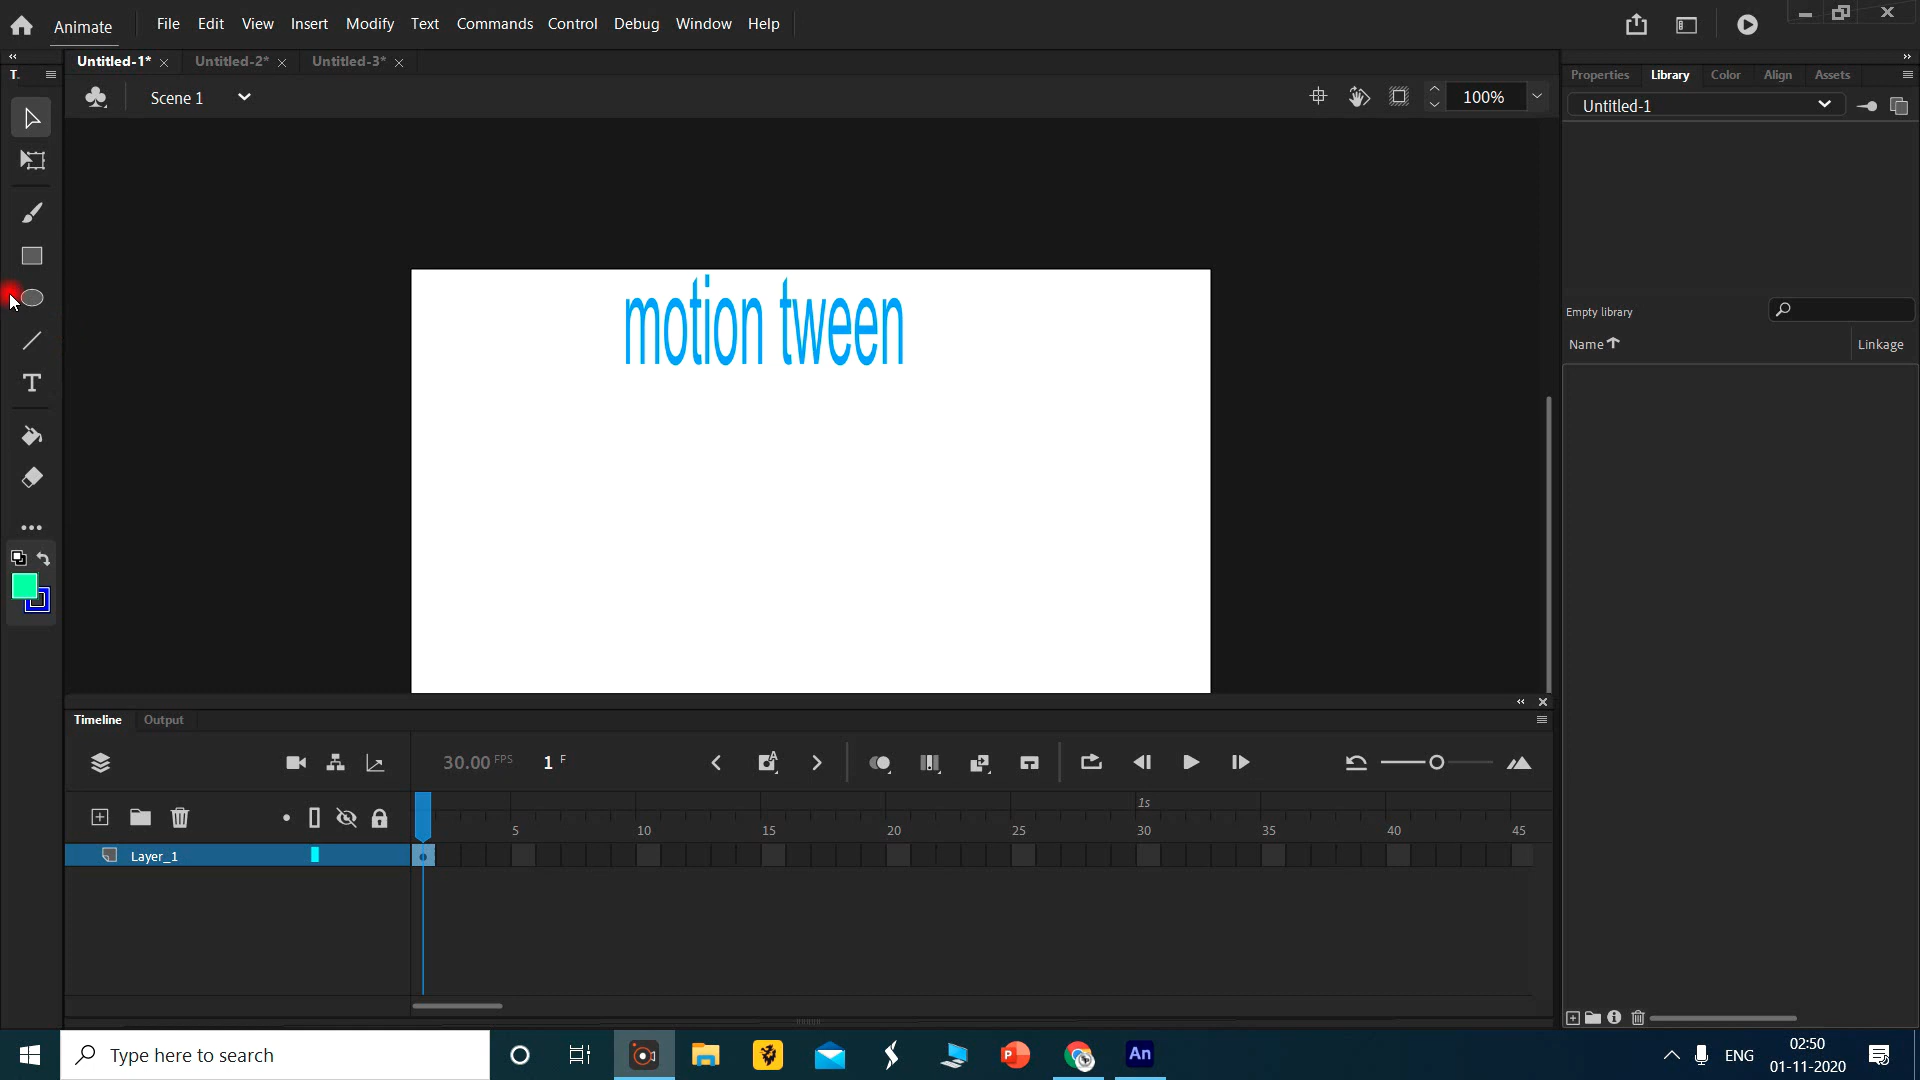 Animate File Edit View Insert Modify Text Commands Control Debug Window Help
Untitled-1* Untitled-2* Untitled-3*
T.
Properties Library Color Align Assets
Scene 1 100%
Untitled-1
motion tween
Empty library
Name Linkage
T
Timeline Output
30.00 FPS 1 F
1s
5 10 15 20 25 30 35 40 45
Layer_1
Type here to search
An
ENG
02:50
01-11-2020